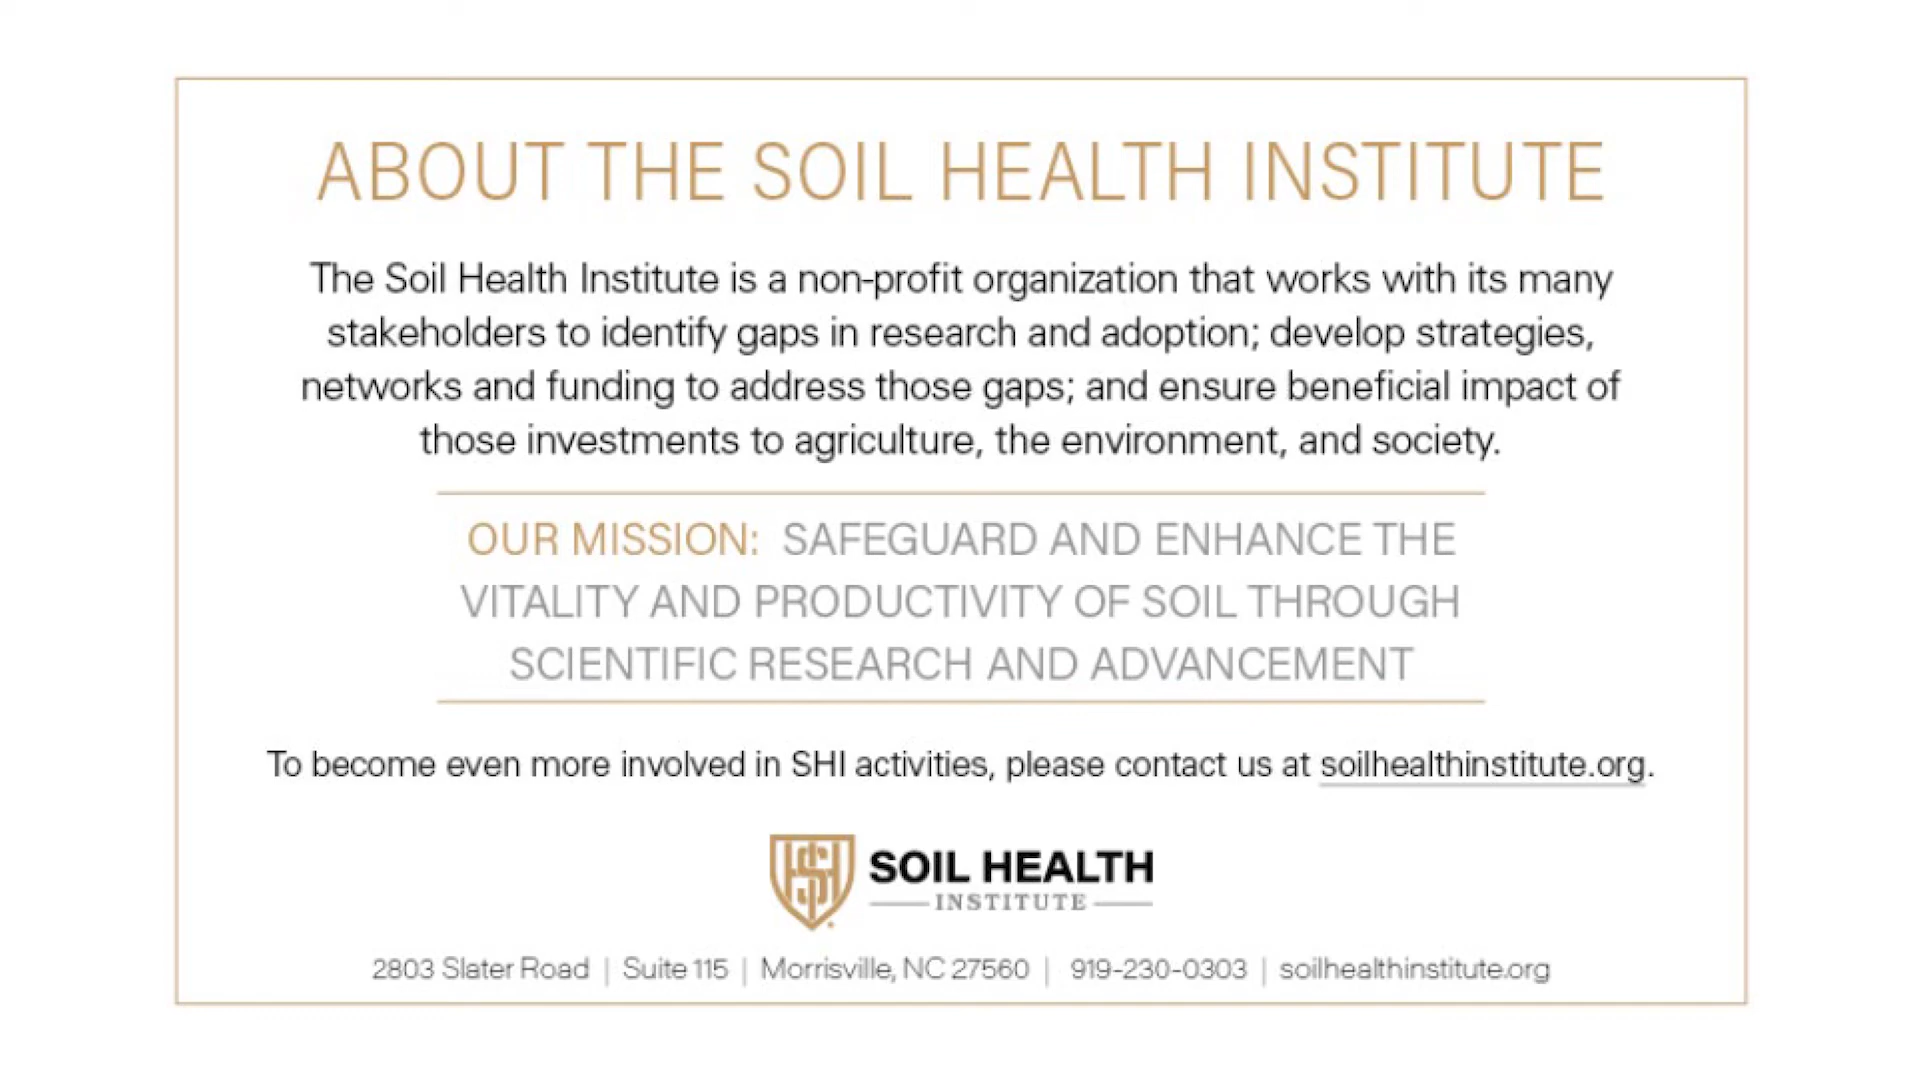 ABOUT THE SOIL HEALTH INSTITUTE
The Soil Health Institute is a non-profit organization that works with its many
stakeholders to identify gaps in research and adoption; develop strategies,
networks and funding to address those gaps; and ensure beneficial impact of
those investments to agriculture, the environment, and society.
OUR MISSION: SAFEGUARD AND ENHANCE THE
VITALITY AND PRODUCTIVITY OF SOIL THROUGH
SCIENTIFIC RESEARCH AND ADVANCEMENT
To become even more involved in SHI activities, please contact us at soilhealthinstitute.org.
SHI SOIL HEALTH
INSTITUTE
2803 Slater Road | Suite 115 | Morrisville, NC 27560 | 919-230-0303 | soilhealthinstitute.org